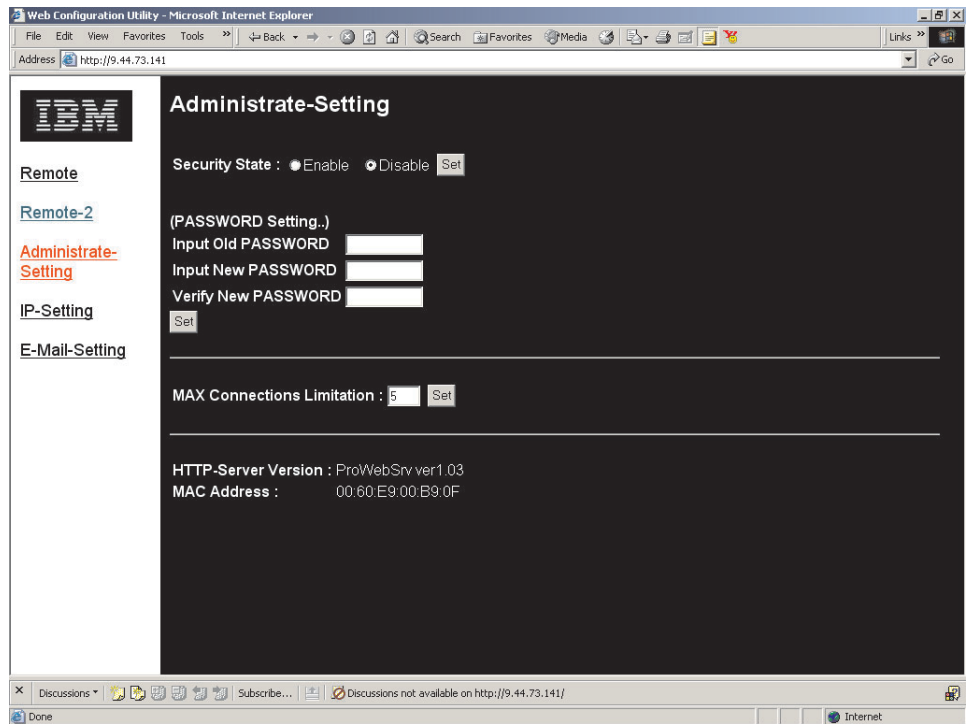 Web Configuration Utility - Microsoft Internet Explorer
File Edit View Favorites Tools » Back Search Favorites Media Links »
Address http://9.44.73.141 Go
IBM
Administrate-Setting
Security State : Enable Disable Set
Remote
Remote-2
Administrate-
Setting
IP-Setting
E-Mail-Setting
(PASSWORD Setting..)
Input Old PASSWORD
Input New PASSWORD
Verify New PASSWORD
Set
MAX Connections Limitation : 5 Set
HTTP-Server Version : ProWebSrv ver1.03
MAC Address : 00:60:E9:00:B9:0F
× Discussions Subscribe... Discussions not available on http://9.44.73.141/
Done Internet